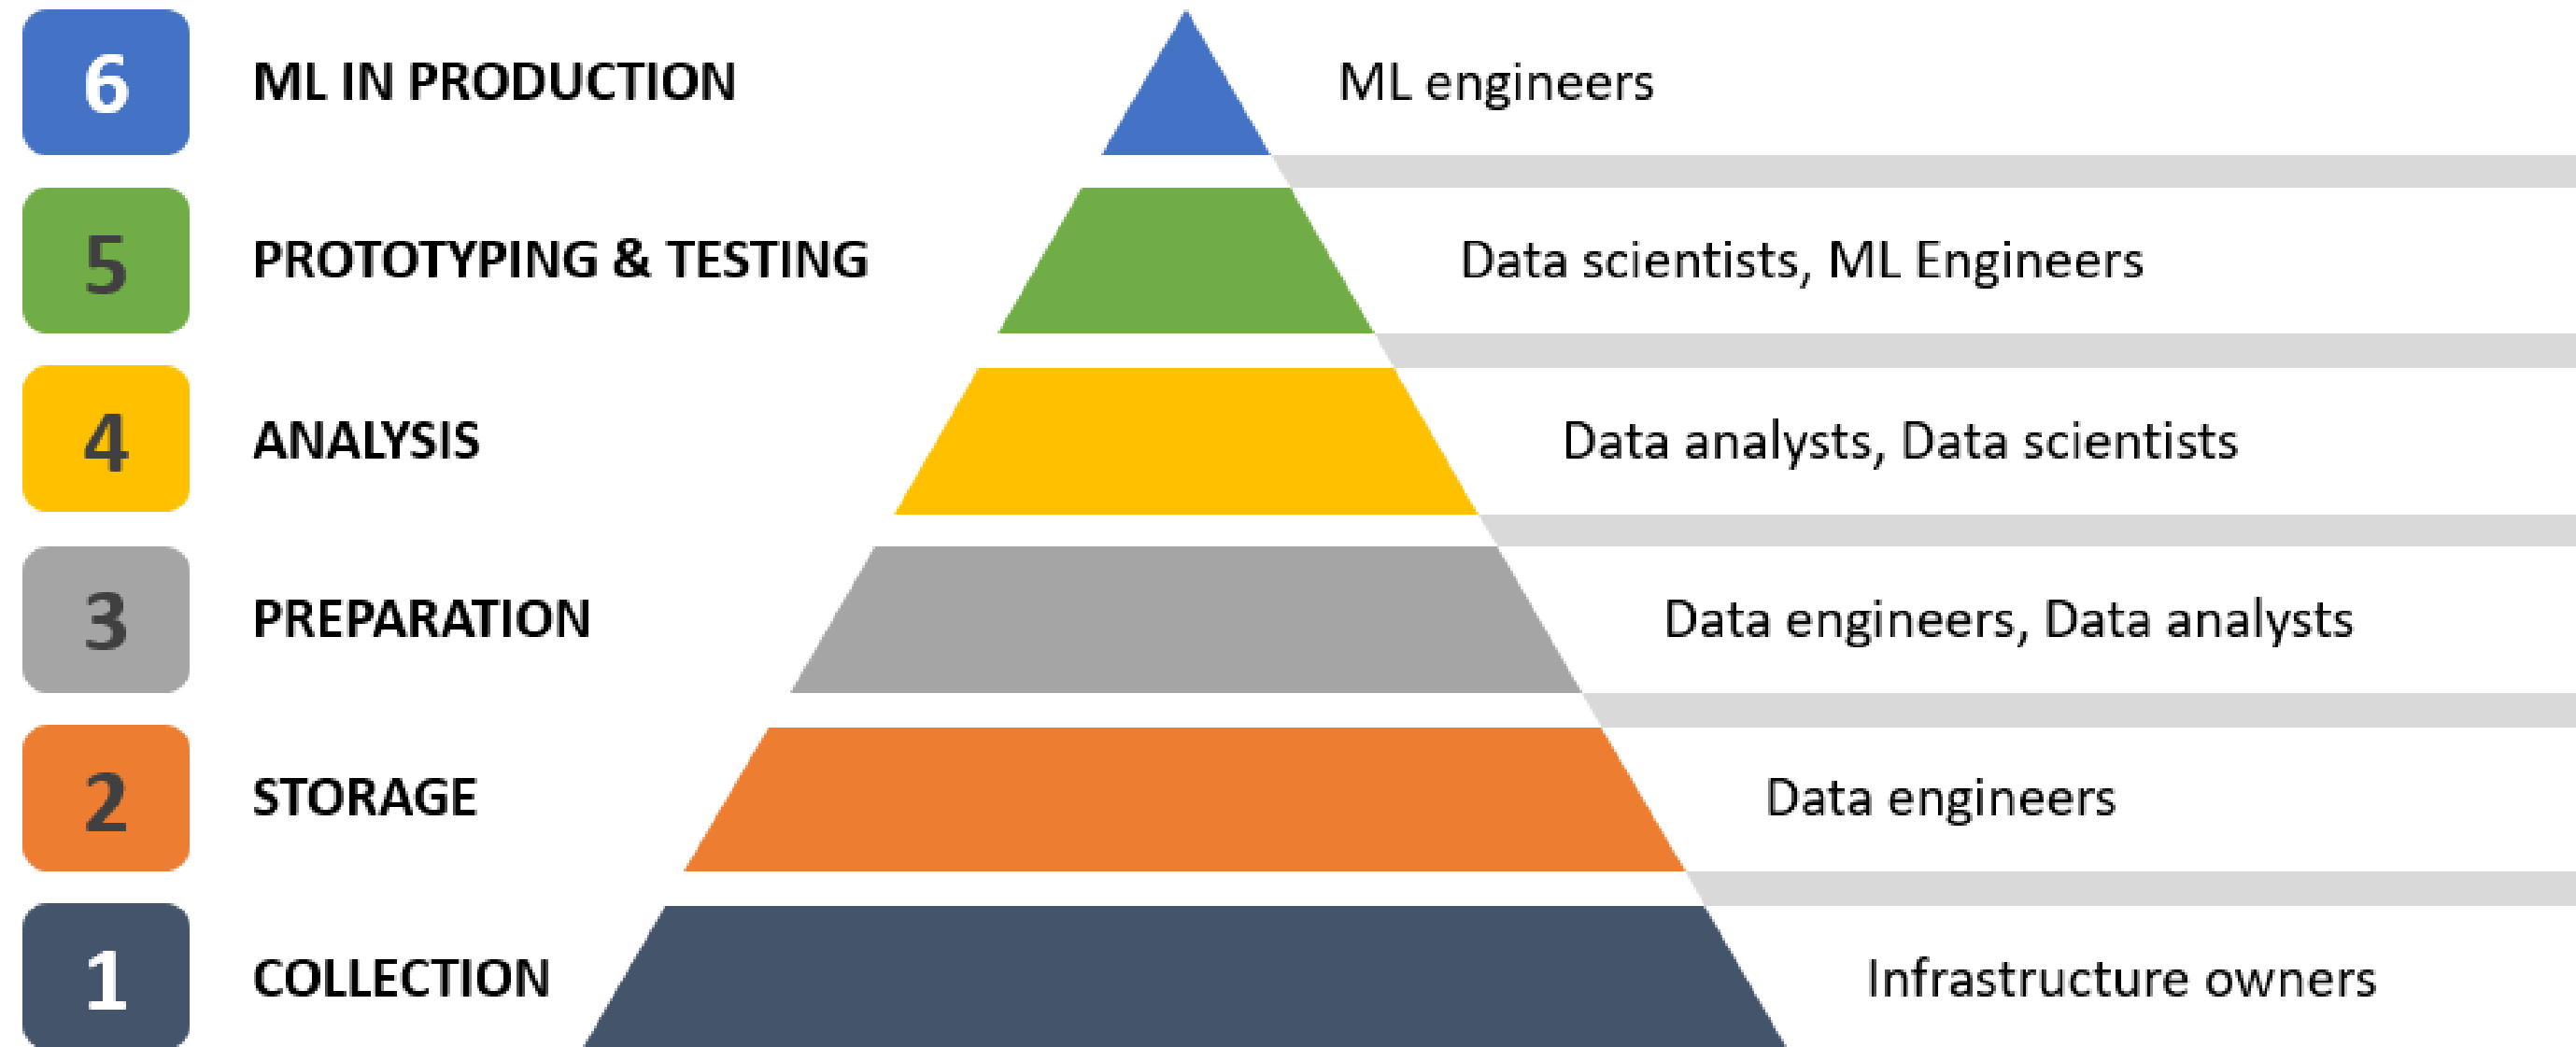 6 ML IN PRODUCTION ML engineers
5 PROTOTYPING & TESTING Data scientists, ML Engineers
4 ANALYSIS Data analysts, Data scientists
3 PREPARATION Data engineers, Data analysts
2 STORAGE Data engineers
1 COLLECTION Infrastructure owners